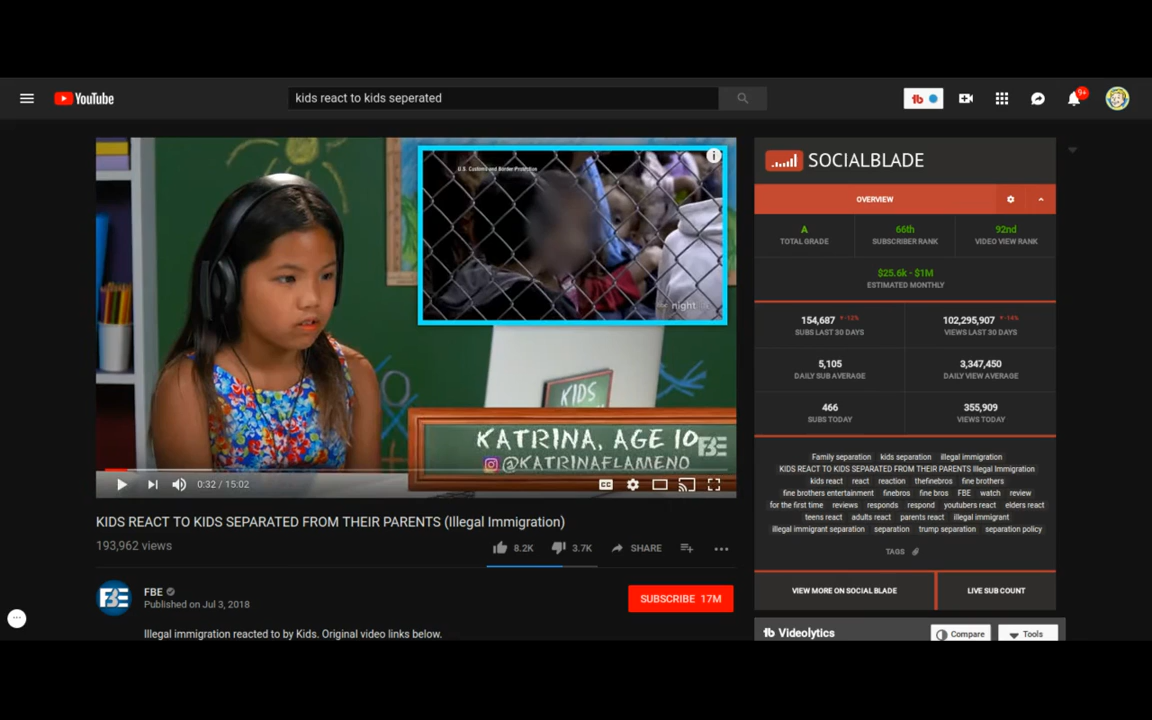 YouTube
kids react to kids seperated
9+
U.S. Customs and Border Protection
night
KIDS
KATRINA, AGE 10
FBE
@KATRINAFLAMENO
0:32 / 15:02
CC
KIDS REACT TO KIDS SEPARATED FROM THEIR PARENTS (Illegal Immigration)
193,962 views
8.2K
3.7K
SHARE
FBE
Published on Jul 3, 2018
SUBSCRIBE 17M
Illegal immigration reacted to by Kids. Original video links below.
SOCIALBLADE
OVERVIEW
A
TOTAL GRADE
66th
SUBSCRIBER RANK
92nd
VIDEO VIEW RANK
$25.6k - $1M
ESTIMATED MONTHLY
154,687
SUBS LAST 30 DAYS
102,295,907
VIEWS LAST 30 DAYS
5,105
DAILY SUB AVERAGE
3,347,450
DAILY VIEW AVERAGE
466
SUBS TODAY
355,909
VIEWS TODAY
Family separation kids separation illegal immigration
KIDS REACT TO KIDS SEPARATED FROM THEIR PARENTS Illegal Immigration
kids react react reaction thefinebros fine brothers
fine brothers entertainment finebros fine bros FBE watch review
for the first time reviews responds respond youtubers react elders react
teens react adults react parents react illegal immigrant
illegal immigrant separation separation trump separation separation policy
TAGS
VIEW MORE ON SOCIAL BLADE
LIVE SUB COUNT
Videolytics
Compare
Tools